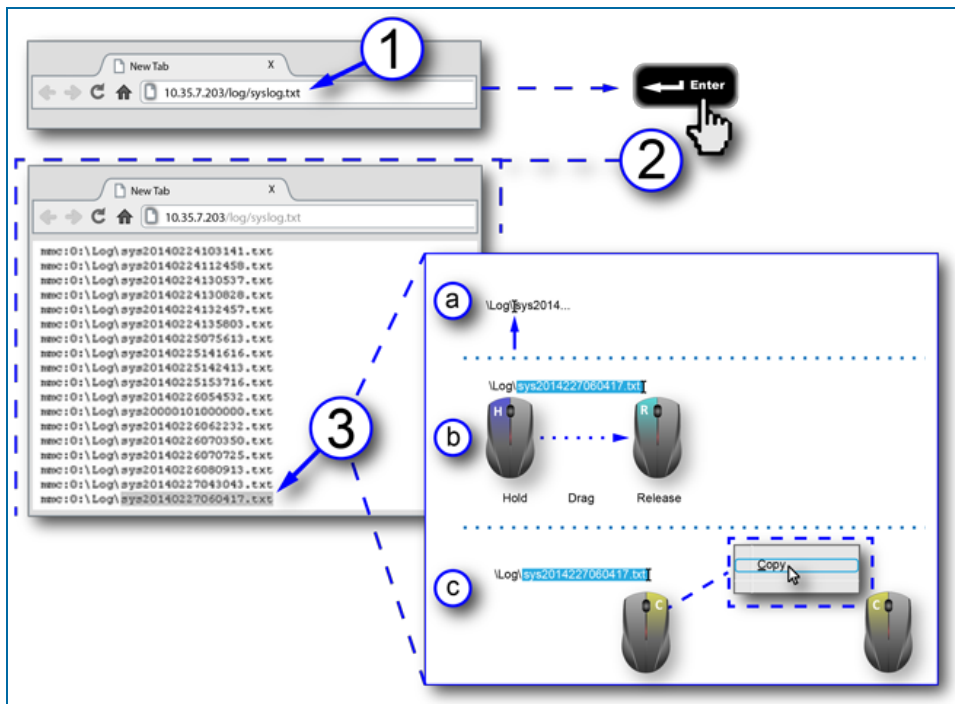 1
New Tab X
10.35.7.203/log/syslog.txt
Enter
2
New Tab X
10.35.7.203/log/syslog.txt
mmc:0:\Log\sys20140224103141.txt
mmc:0:\Log\sys20140224112458.txt
mmc:0:\Log\sys20140224130537.txt
mmc:0:\Log\sys20140224130828.txt
mmc:0:\Log\sys20140224132457.txt
mmc:0:\Log\sys20140224135803.txt
mmc:0:\Log\sys20140225075613.txt
mmc:0:\Log\sys20140225141616.txt
mmc:0:\Log\sys20140225142413.txt
mmc:0:\Log\sys20140225153716.txt
mmc:0:\Log\sys20140226054532.txt
mmc:0:\Log\sys20000101000000.txt
mmc:0:\Log\sys20140226062232.txt
mmc:0:\Log\sys20140226070350.txt
mmc:0:\Log\sys20140226070725.txt
mmc:0:\Log\sys20140226080913.txt
mmc:0:\Log\sys20140227043043.txt
mmc:0:\Log\sys20140227060417.txt
3
a
\Log\sys2014...
b
\Log\sys2014227060417.txt
H R
Hold Drag Release
c
\Log\sys2014227060417.txt
Copy
C C